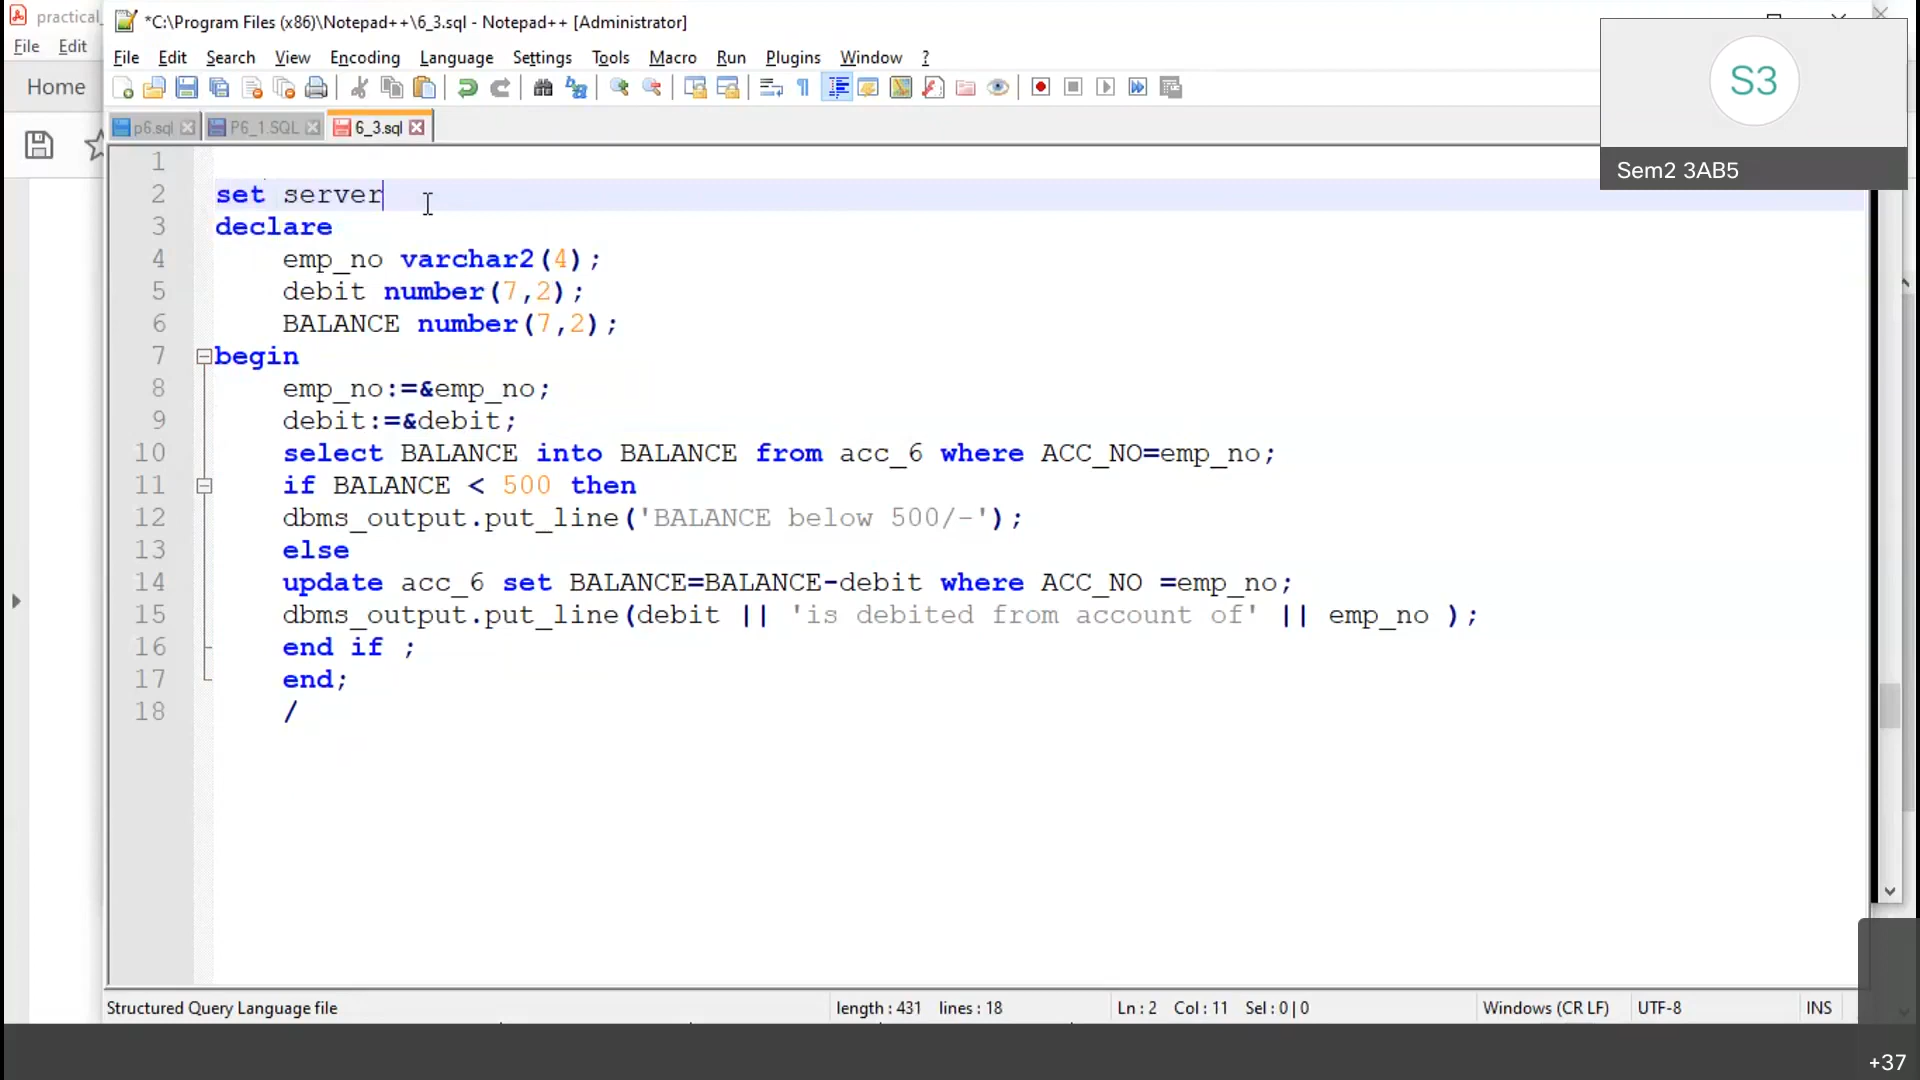 practical_
File Edit
Home
*C:\Program Files (x86)\Notepad++\6_3.sql - Notepad++ [Administrator]
File Edit Search View Encoding Language Settings Tools Macro Run Plugins Window ?
p6.sql P6_1.SQL 6_3.sql
S3
Sem2 3AB5
1
2 set server
3 declare
4 emp_no varchar2(4);
5 debit number(7,2);
6 BALANCE number(7,2);
7 begin
8 emp_no:=&emp_no;
9 debit:=&debit;
10 select BALANCE into BALANCE from acc_6 where ACC_NO=emp_no;
11 if BALANCE < 500 then
12 dbms_output.put_line('BALANCE below 500/-');
13 else
14 update acc_6 set BALANCE=BALANCE-debit where ACC_NO =emp_no;
15 dbms_output.put_line(debit || 'is debited from account of' || emp_no );
16 end if ;
17 end;
18 /
Structured Query Language file length : 431 lines : 18 Ln : 2 Col : 11 Sel : 0 | 0 Windows (CR LF) UTF-8 INS
+37